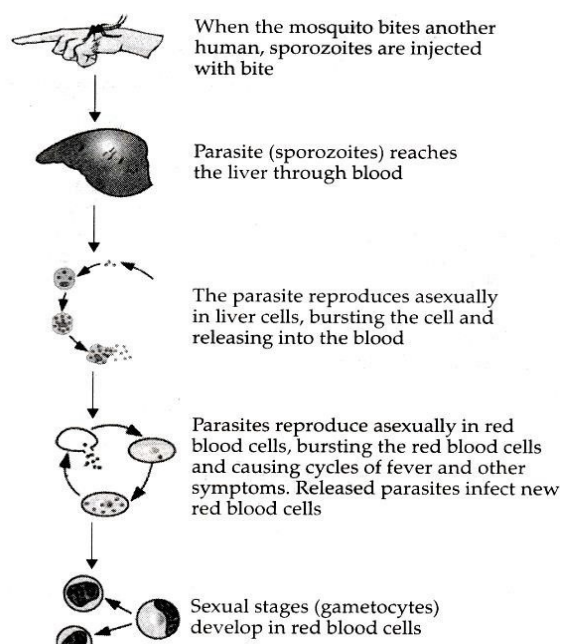 When the mosquito bites another
human, sporozoites are injected
with bite
Parasite (sporozoites) reaches
the liver through blood
The parasite reproduces asexually
in liver cells, bursting the cell and
releasing into the blood
Parasites reproduce asexually in red
blood cells, bursting the red blood cells
and causing cycles of fever and other
symptoms. Released parasites infect new
red blood cells
Sexual stages (gametocytes)
develop in red blood cells